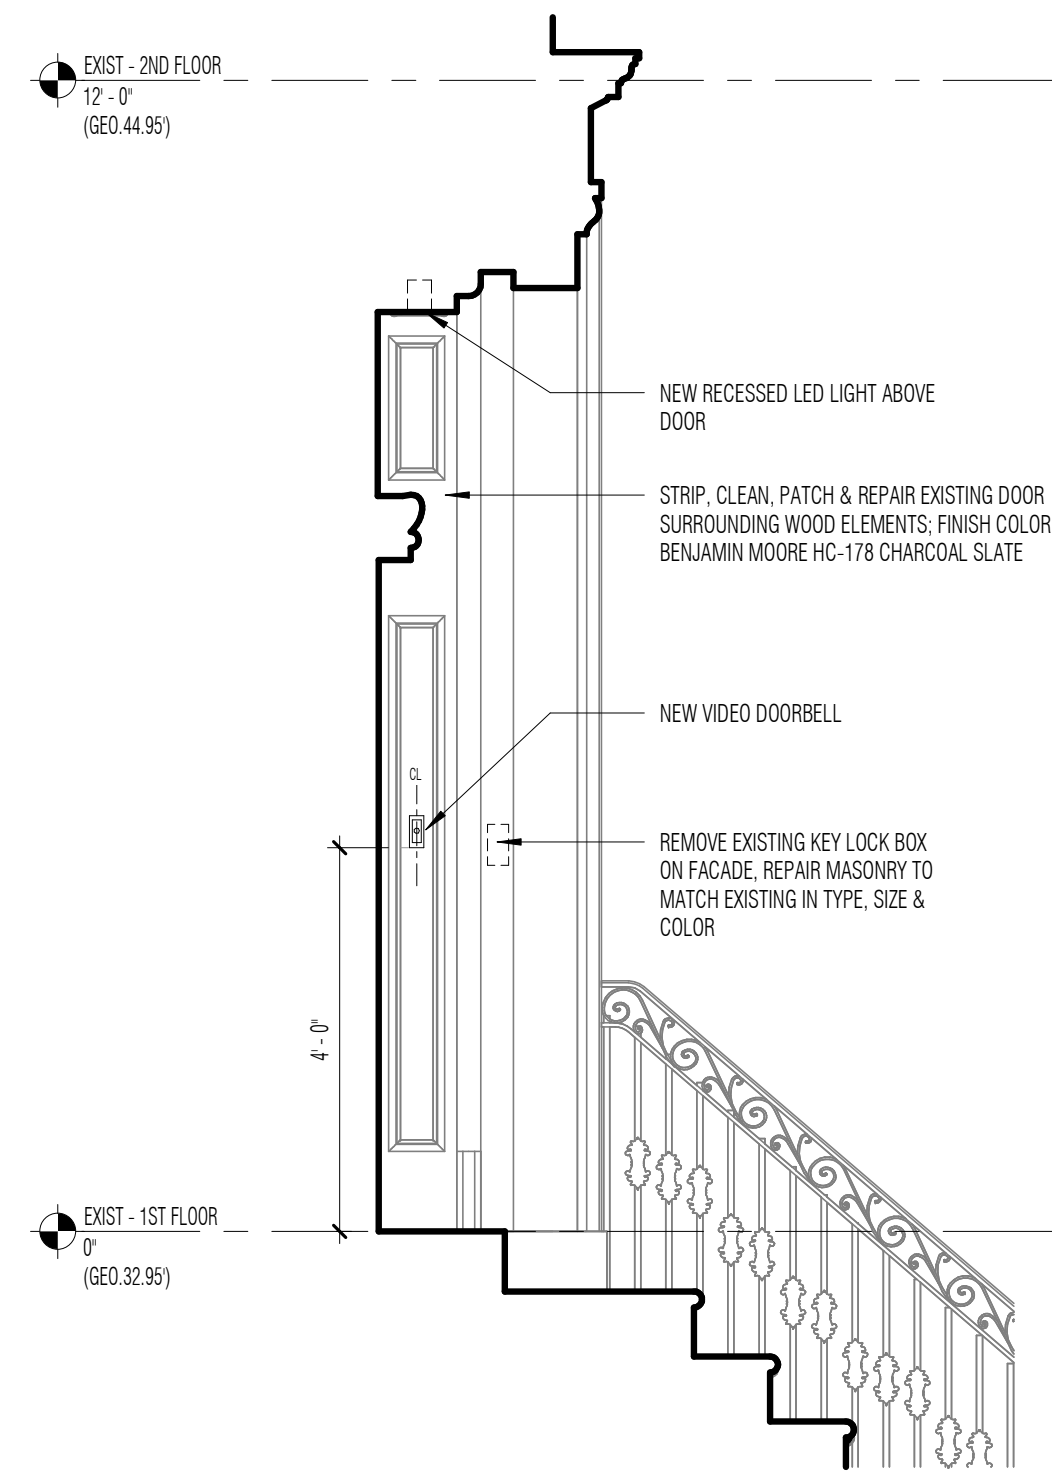 EXIST - 2ND FLOOR
12' - 0"
(GEO.44.95')
NEW RECESSED LED LIGHT ABOVE
DOOR
STRIP, CLEAN, PATCH & REPAIR EXISTING DOOR
SURROUNDING WOOD ELEMENTS; FINISH COLOR
BENJAMIN MOORE HC-178 CHARCOAL SLATE
NEW VIDEO DOORBELL
CL
REMOVE EXISTING KEY LOCK BOX
ON FACADE, REPAIR MASONRY TO
MATCH EXISTING IN TYPE, SIZE &
COLOR
4' - 0"
EXIST - 1ST FLOOR
0"
(GEO.32.95')